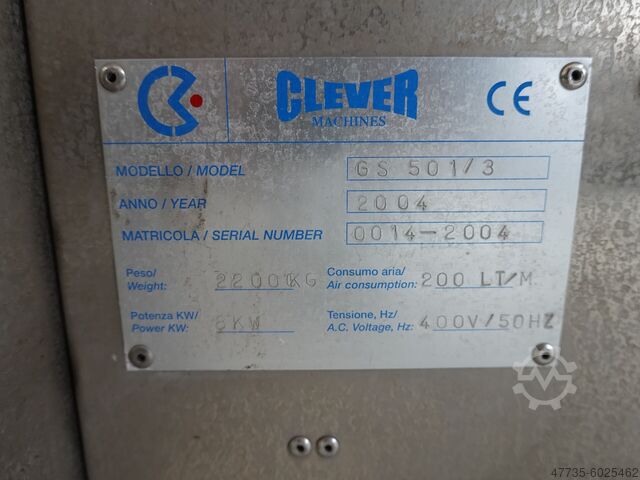 CLEVER
MACHINES
CE
MODELLO / MODEL GS 501/3
ANNO / YEAR 2004
MATRICOLA / SERIAL NUMBER 0014-2004
Peso/ Consumo aria/
Weight: 2200 KG Air consumption: 200 LT/M
Potenza KW/ Tensione, Hz/
Power KW: 8KW A.C. Voltage, Hz: 400V/50HZ
47735-6025462